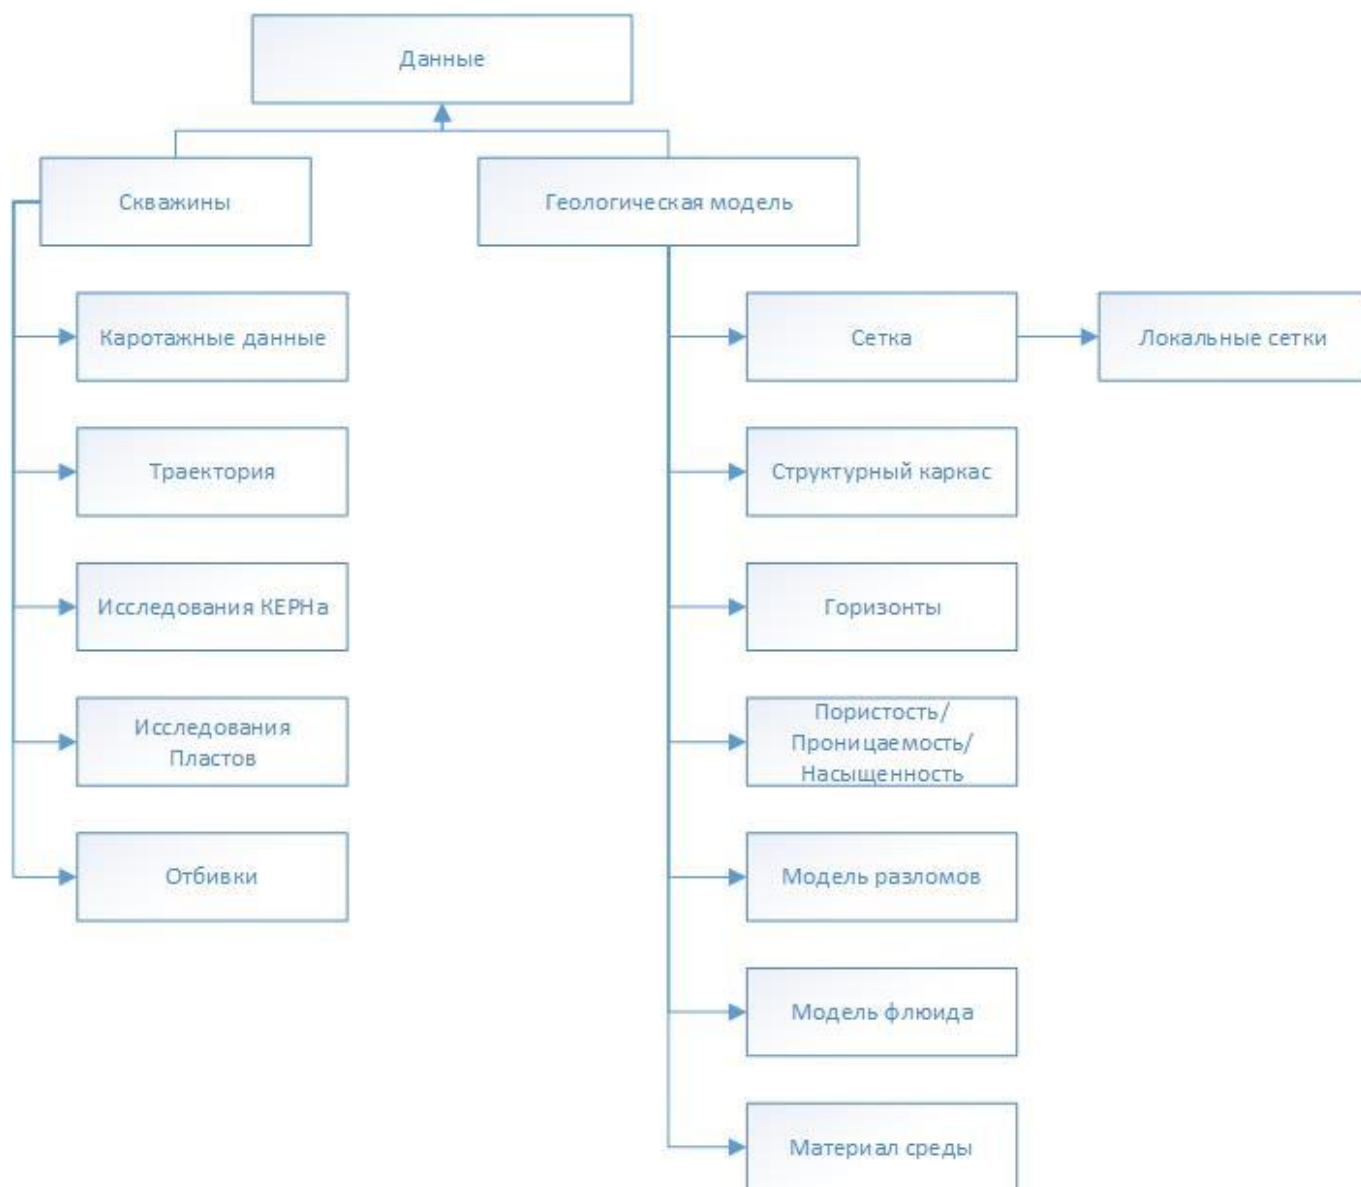 Данные
Скважины
Геологическая модель
Каротажные данные
Сетка
Локальные сетки
Траектория
Структурный каркас
Исследования КЕРНа
Горизонты
Исследования
Пластов
Пористость/
Проницаемость/
Насыщенность
Отбивки
Модель разломов
Модель флюида
Материал среды